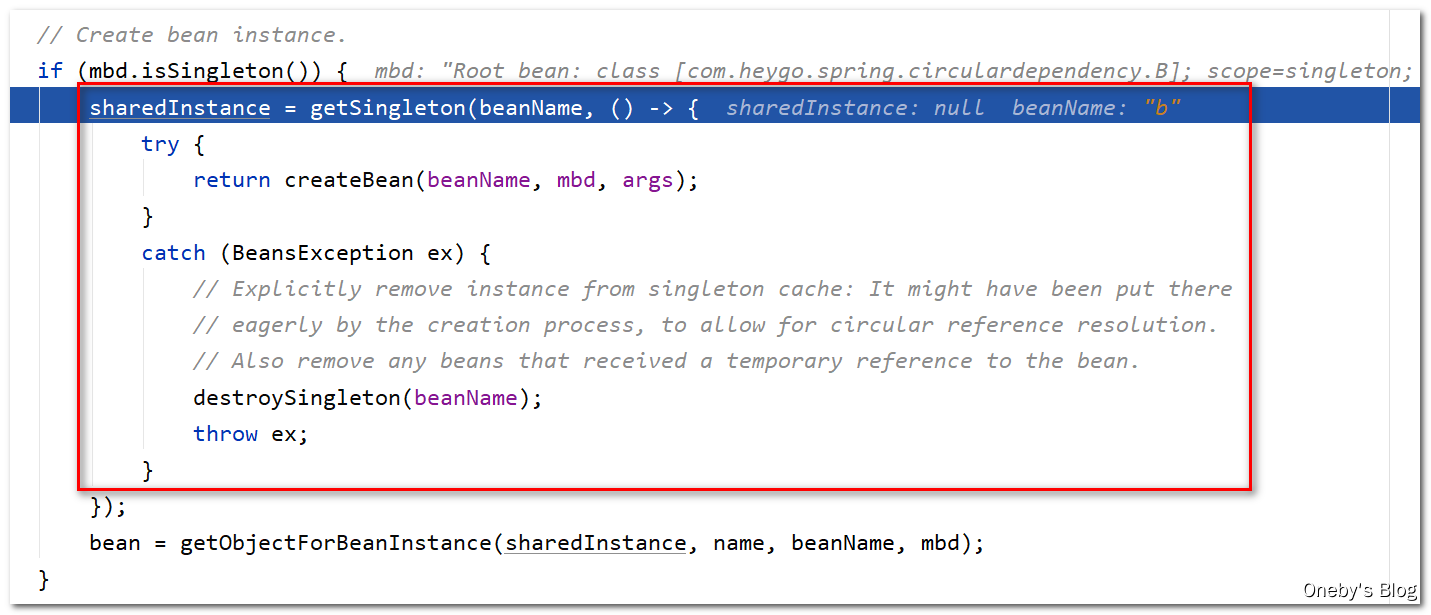 // Create bean instance.
if (mbd.isSingleton()) {  mbd: "Root bean: class [com.heygo.spring.circulardependency.B]; scope=singleton;
sharedInstance = getSingleton(beanName, () -> {  sharedInstance: null  beanName: "b"
try {
return createBean(beanName, mbd, args);
}
catch (BeansException ex) {
// Explicitly remove instance from singleton cache: It might have been put there
// eagerly by the creation process, to allow for circular reference resolution.
// Also remove any beans that received a temporary reference to the bean.
destroySingleton(beanName);
throw ex;
}
});
bean = getObjectForBeanInstance(sharedInstance, name, beanName, mbd);
}
Oneby's Blog